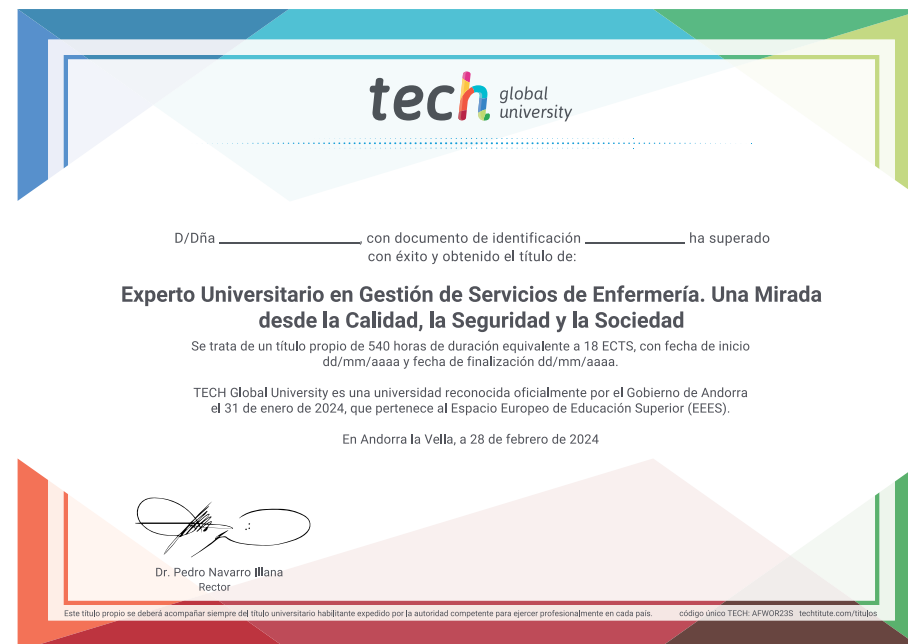 tech global university
D/Dña ____________________, con documento de identificación ______________ ha superado
con éxito y obtenido el título de:
Experto Universitario en Gestión de Servicios de Enfermería. Una Mirada
desde la Calidad, la Seguridad y la Sociedad
Se trata de un título propio de 540 horas de duración equivalente a 18 ECTS, con fecha de inicio
dd/mm/aaaa y fecha de finalización dd/mm/aaaa.
TECH Global University es una universidad reconocida oficialmente por el Gobierno de Andorra
el 31 de enero de 2024, que pertenece al Espacio Europeo de Educación Superior (EEES).
En Andorra la Vella, a 28 de febrero de 2024
Dr. Pedro Navarro Illana
Rector
Este título propio se deberá acompañar siempre del título universitario habilitante expedido por la autoridad competente para ejercer profesionalmente en cada país. código único TECH: AFWOR23S techtitute.com/titulos